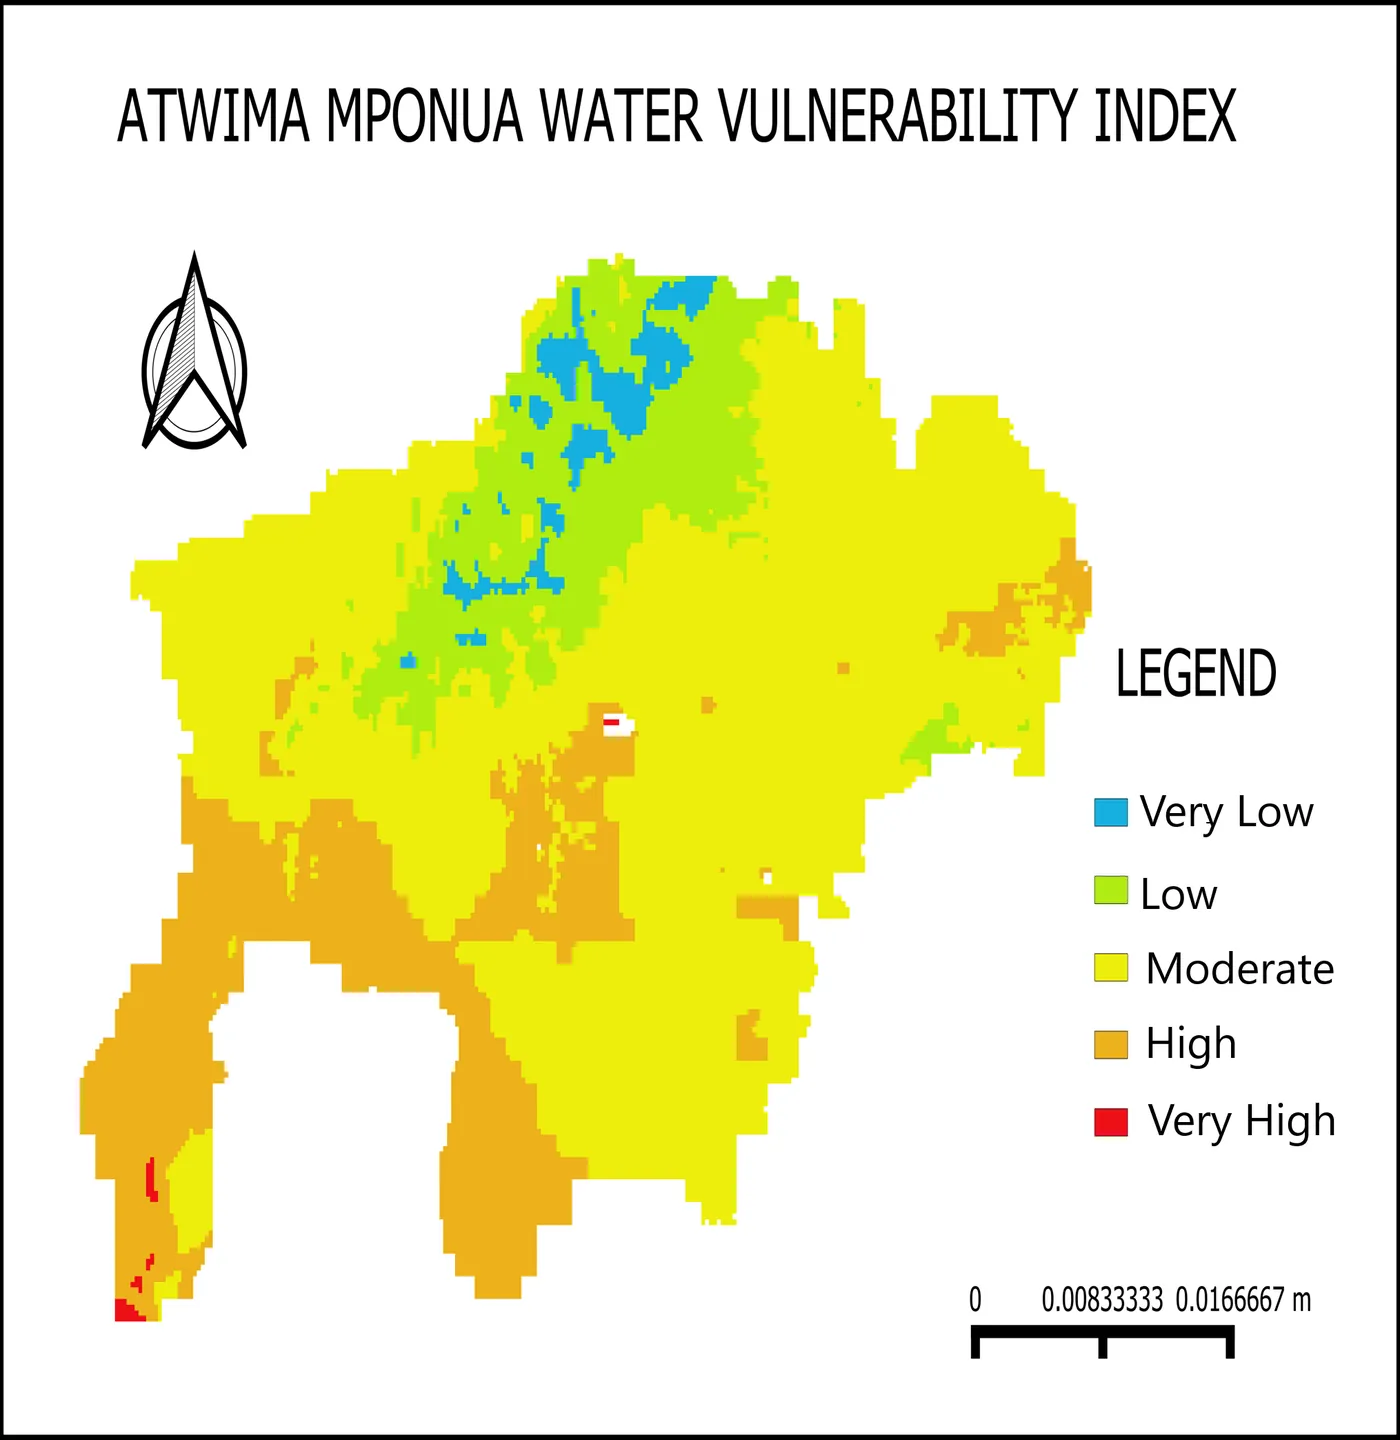 ATWIMA MPONUA WATER VULNERABILITY INDEX
LEGEND
Very Low
Low
Moderate
High
Very High
0 0.00833333 0.0166667 m